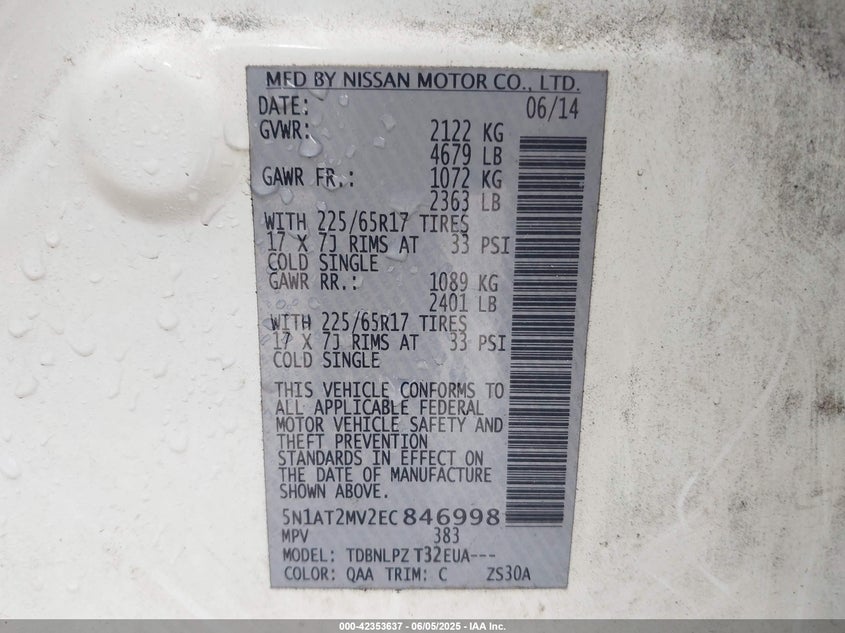 MFD BY NISSAN MOTOR CO., LTD.
DATE: 06/14
GVWR: 2122 KG
4679 LB
GAWR FR.: 1072 KG
2363 LB
WITH 225/65R17 TIRES
17 X 7J RIMS AT 33 PSI
COLD SINGLE
GAWR RR.: 1089 KG
2401 LB
WITH 225/65R17 TIRES
17 X 7J RIMS AT 33 PSI
COLD SINGLE
THIS VEHICLE CONFORMS TO
ALL APPLICABLE FEDERAL
MOTOR VEHICLE SAFETY AND
THEFT PREVENTION
STANDARDS IN EFFECT ON
THE DATE OF MANUFACTURE
SHOWN ABOVE.
5N1AT2MV2EC846998
MPV 383
MODEL: TDBNLPZ T32EUA---
COLOR: QAA TRIM: C ZS30A
000-42353637 - 06/05/2025 - IAA Inc.